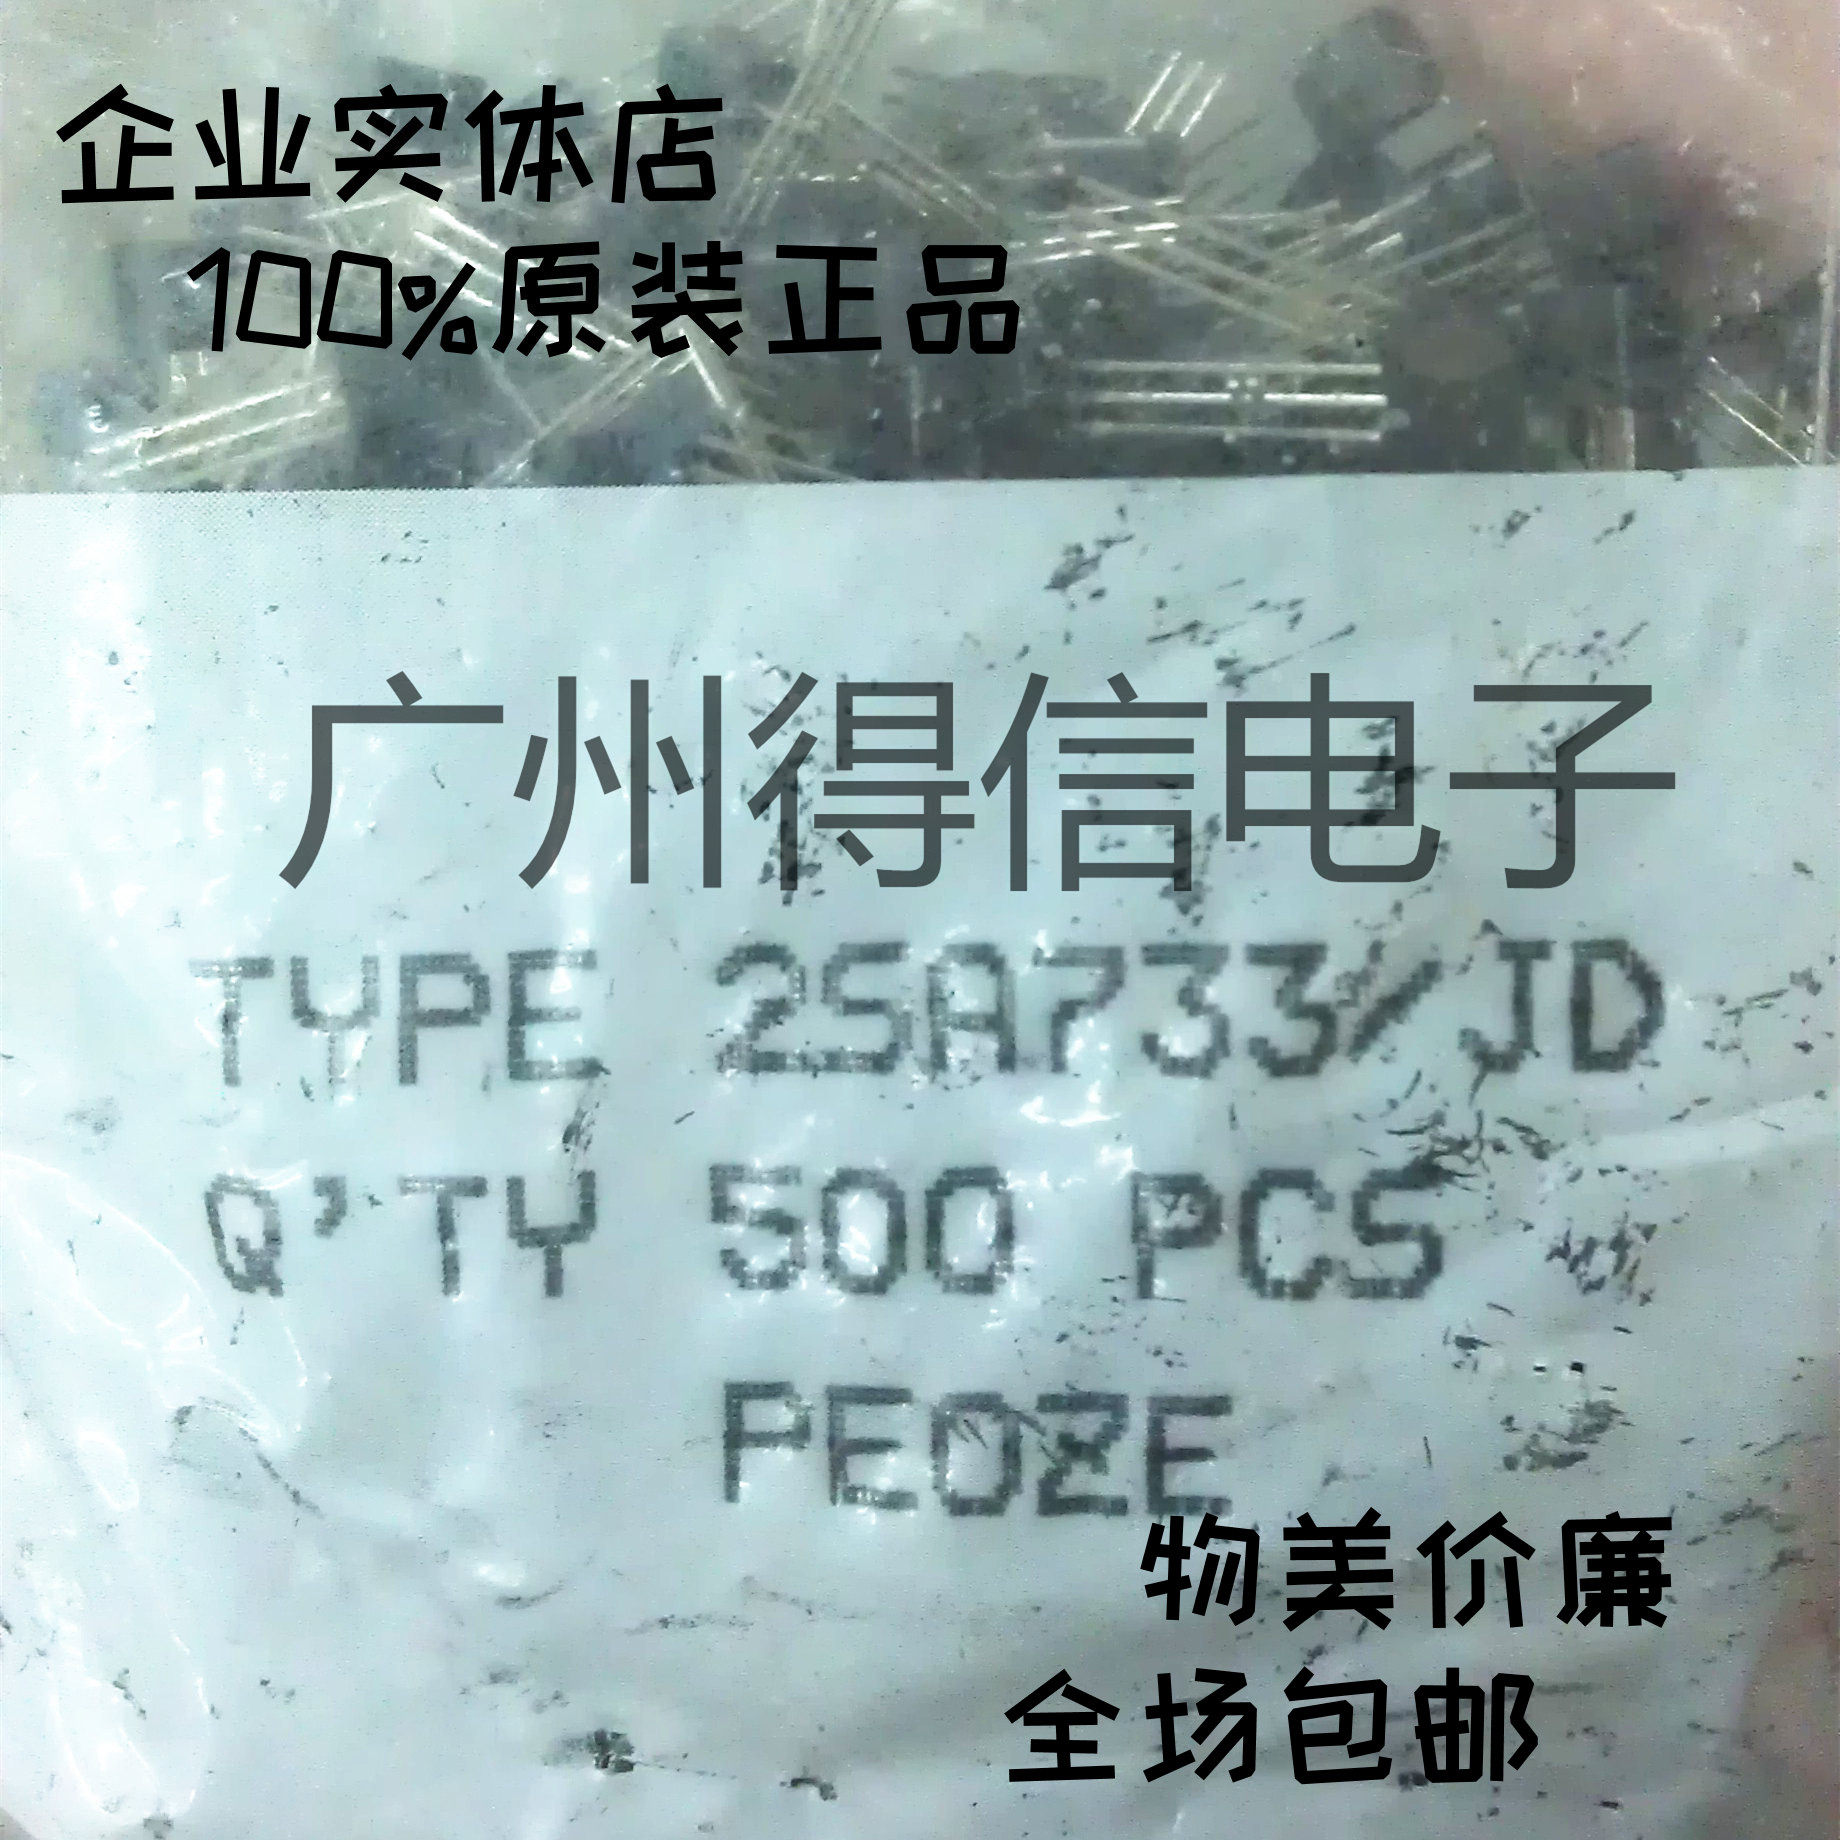 企业实体店
100%原装正品
广州得信电子
TYPE 2SA733/JD
Q'TY 500 PCS
PE0ZE
物美价廉
全场包邮